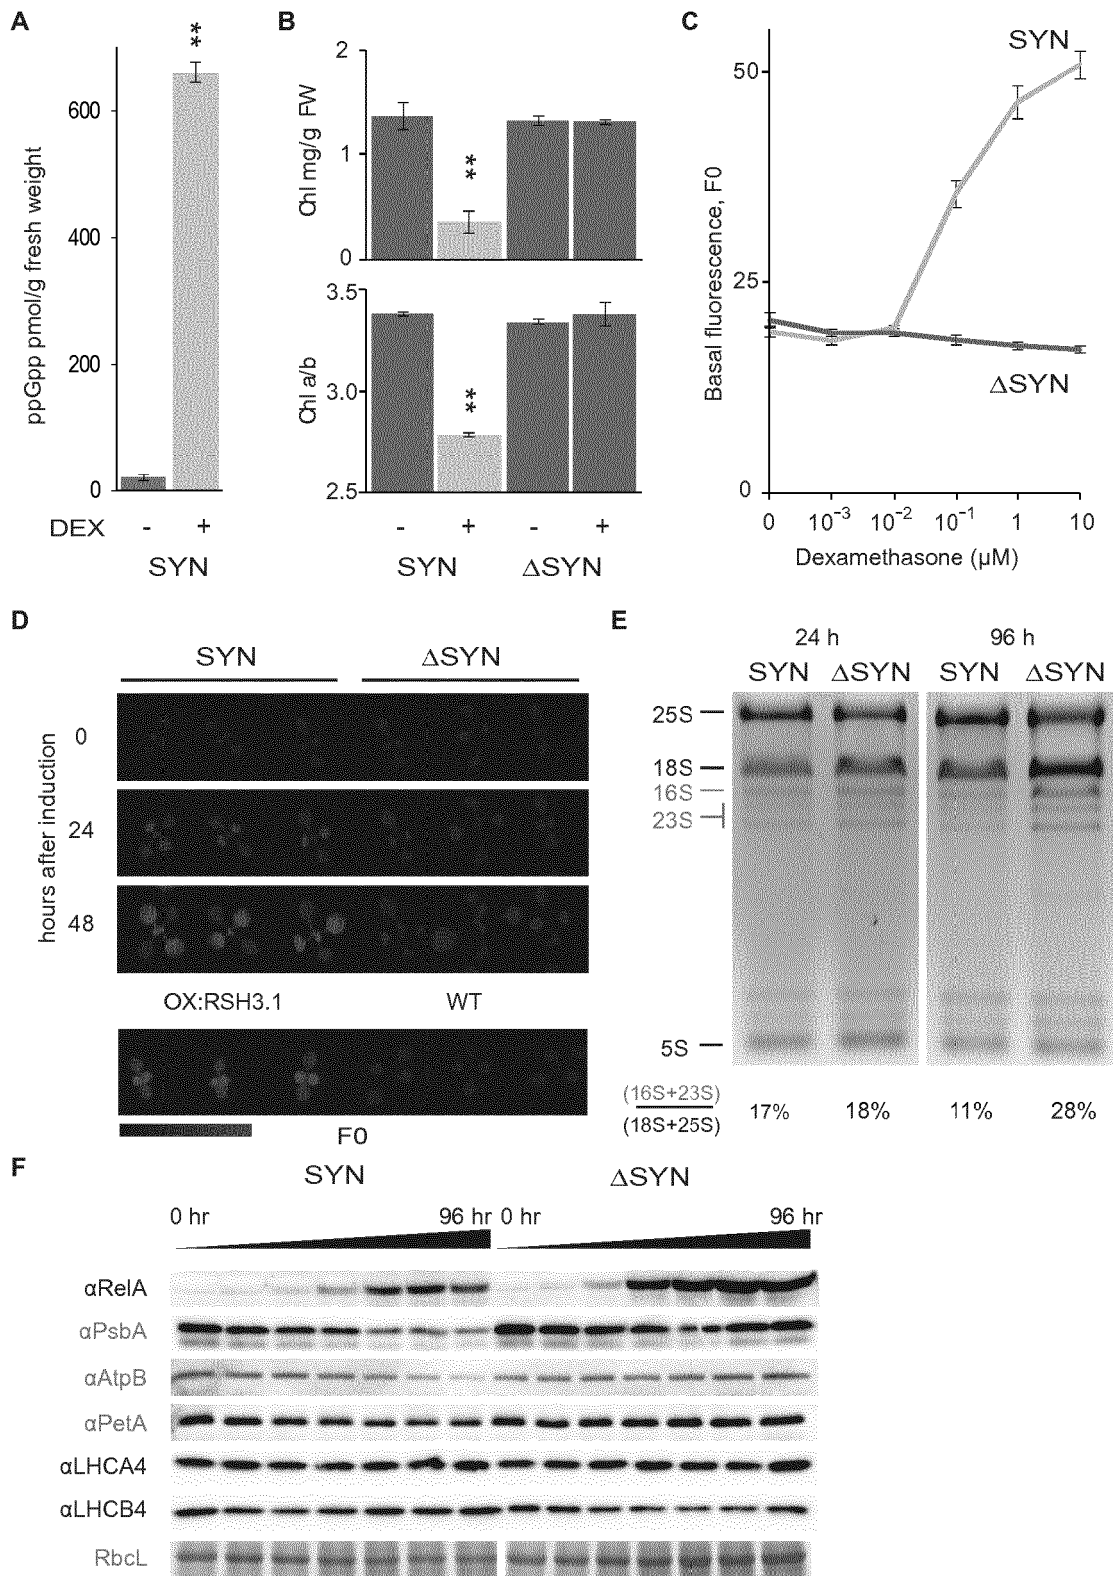 A
ppGpp pmol/g fresh weight
600
400
200
0
**
DEX
- +
SYN
B
Chl mg/g FW
2
1
0
**
Chl a/b
3.5
3.0
2.5
**
- + - +
SYN ΔSYN
C
Basal fluorescence, F0
50
25
0
SYN
ΔSYN
0 10⁻³ 10⁻² 10⁻¹ 1 10
Dexamethasone (µM)
D
SYN ΔSYN
hours after induction
0
24
48
OX:RSH3.1 WT
F0
E
24 h 96 h
SYN ΔSYN SYN ΔSYN
25S
18S
16S
23S
5S
(16S+23S)
(18S+25S)
17% 18% 11% 28%
F
SYN ΔSYN
0 hr 96 hr 0 hr 96 hr
αRelA
αPsbA
αAtpB
αPetA
αLHCA4
αLHCB4
RbcL